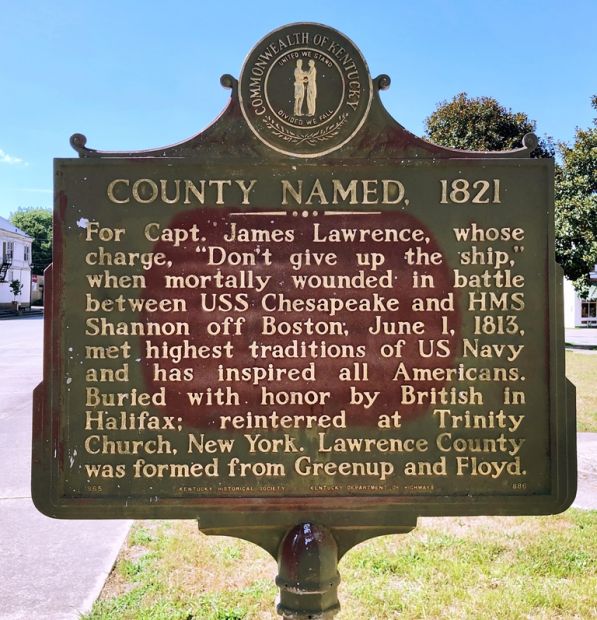 COMMONWEALTH OF KENTUCKY
UNITED WE STAND
DIVIDED WE FALL
COUNTY NAMED, 1821
For Capt. James Lawrence, whose
charge, "Don't give up the ship,"
when mortally wounded in battle
between USS Chesapeake and HMS
Shannon off Boston, June 1, 1813,
met highest traditions of US Navy
and has inspired all Americans.
Buried with honor by British in
Halifax; reinterred at Trinity
Church, New York. Lawrence County
was formed from Greenup and Floyd.
965 KENTUCKY HISTORICAL SOCIETY KENTUCKY DEPARTMENT OF HIGHWAYS 886